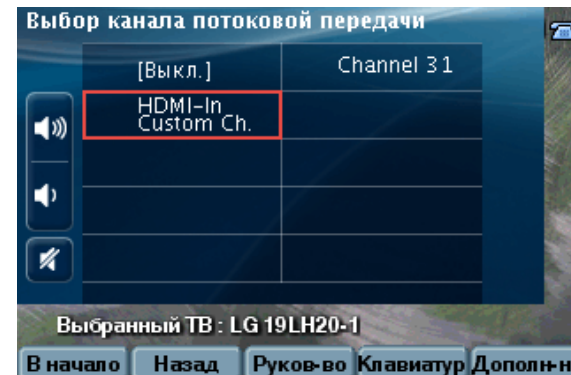 Выбор канала потоковой передачи
[Выкл.]
Channel 31
HDMI-In
Custom Ch.
Выбранный ТВ : LG 19LH20-1
В начало
Назад
Руков-во
Клавиатур
Дополн-н